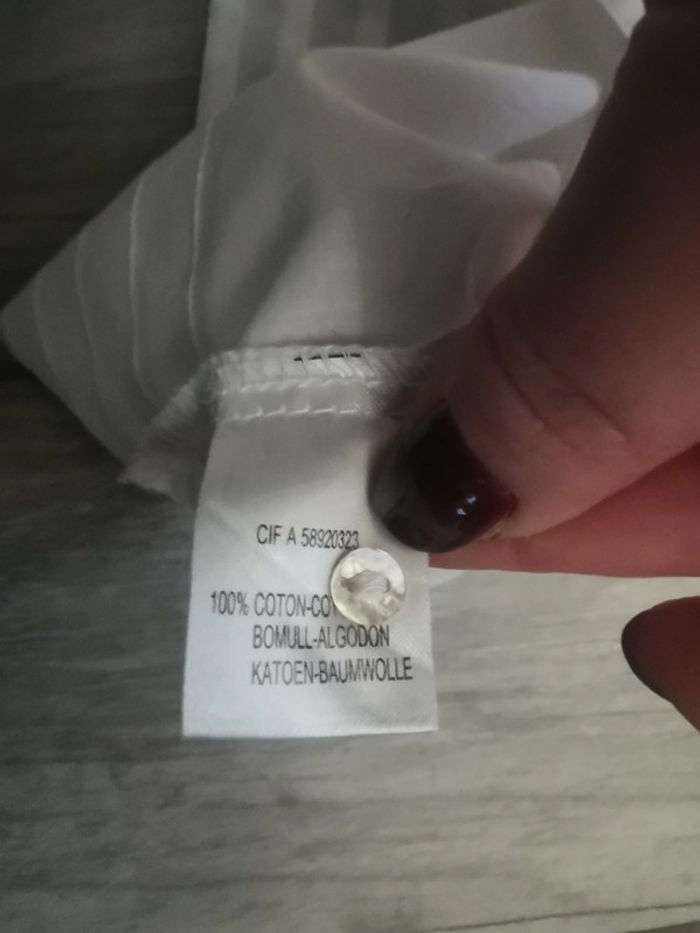 CIF A 58920323
100% COTON-CO
BOMULL-ALGODON
KATOEN-BAUMWOLLE